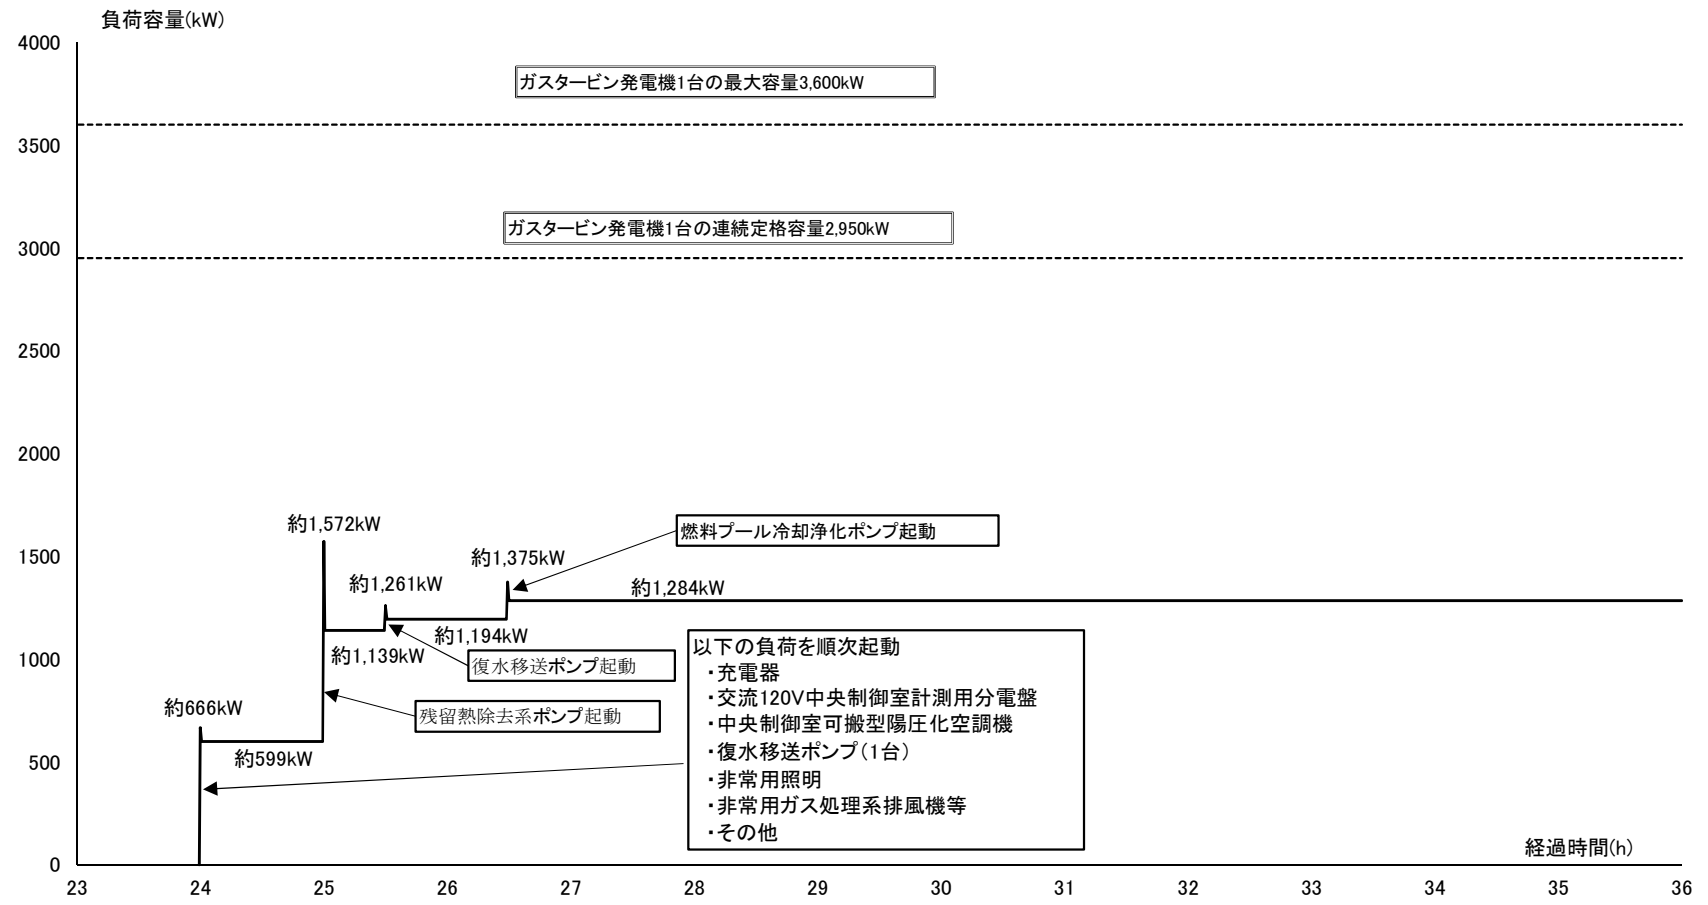 負荷容量(kW)
4000
ガスタービン発電機1台の最大容量3,600kW
3500
ガスタービン発電機1台の連続定格容量2,950kW
3000
2500
2000
約1,572kW
燃料プール冷却浄化ポンプ起動
1500
約1,375kW
約1,261kW
約1,284kW
約1,194kW
以下の負荷を順次起動
・充電器
・交流120V中央制御室計測用分電盤
・中央制御室可搬型陽圧化空調機
・復水移送ポンプ(1台)
・非常用照明
・非常用ガス処理系排風機等
・その他
1000
約1,139kW
復水移送ポンプ起動
残留熱除去系ポンプ起動
約666kW
約599kW
500
0
経過時間(h)
23 24 25 26 27 28 29 30 31 32 33 34 35 36